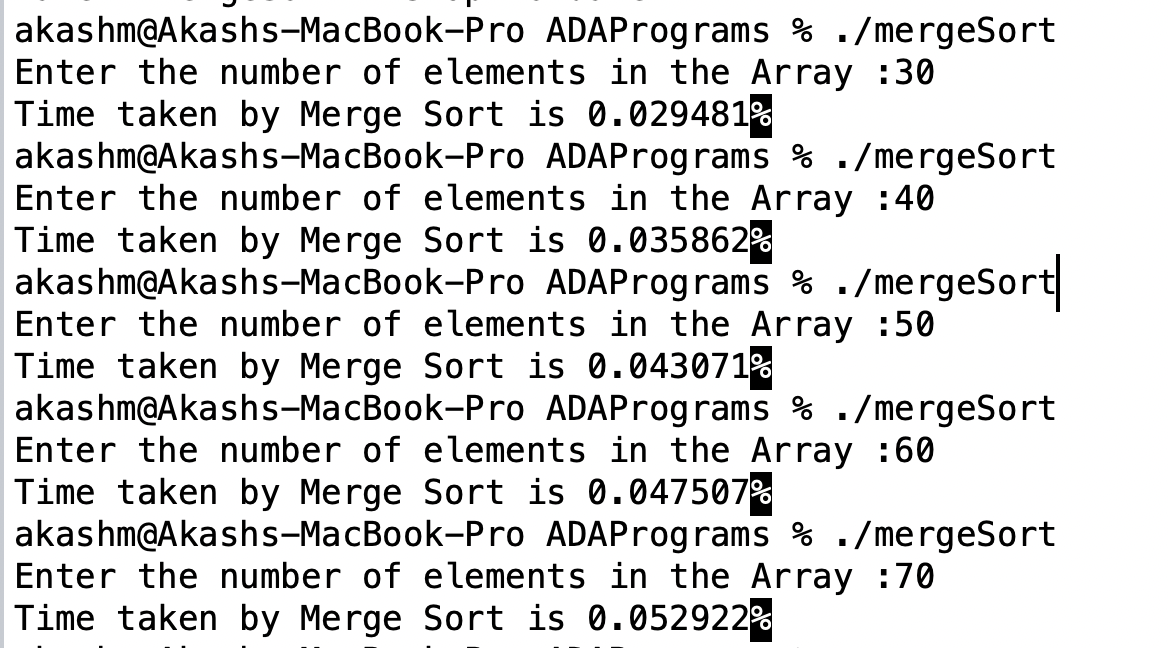 akashm@Akashs-MacBook-Pro ADAPrograms % ./mergeSort
Enter the number of elements in the Array :30
Time taken by Merge Sort is 0.029481%
akashm@Akashs-MacBook-Pro ADAPrograms % ./mergeSort
Enter the number of elements in the Array :40
Time taken by Merge Sort is 0.035862%
akashm@Akashs-MacBook-Pro ADAPrograms % ./mergeSort
Enter the number of elements in the Array :50
Time taken by Merge Sort is 0.043071%
akashm@Akashs-MacBook-Pro ADAPrograms % ./mergeSort
Enter the number of elements in the Array :60
Time taken by Merge Sort is 0.047507%
akashm@Akashs-MacBook-Pro ADAPrograms % ./mergeSort
Enter the number of elements in the Array :70
Time taken by Merge Sort is 0.052922%